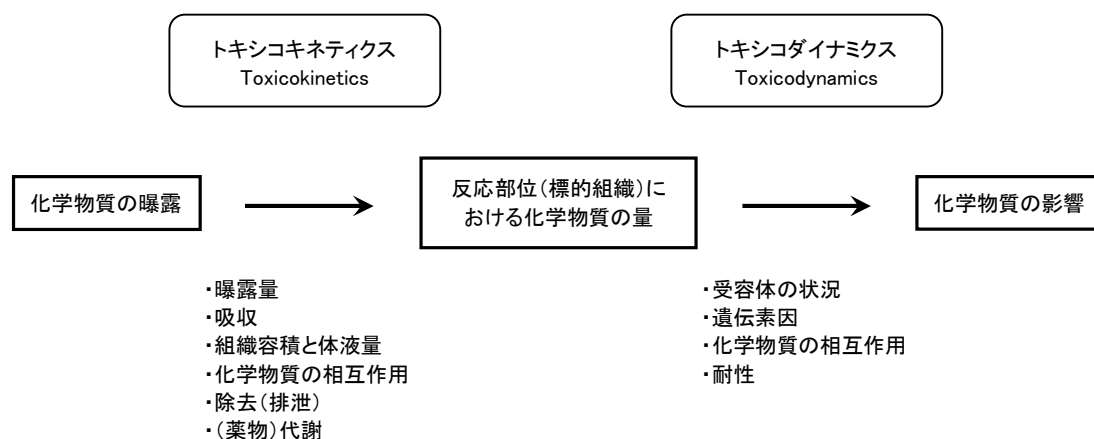 トキシコキネティクス
Toxicokinetics
トキシコダイナミクス
Toxicodynamics
化学物質の曝露
反応部位(標的組織)に
おける化学物質の量
化学物質の影響
・曝露量
・吸収
・組織容積と体液量
・化学物質の相互作用
・除去(排泄)
・(薬物)代謝
・受容体の状況
・遺伝素因
・化学物質の相互作用
・耐性